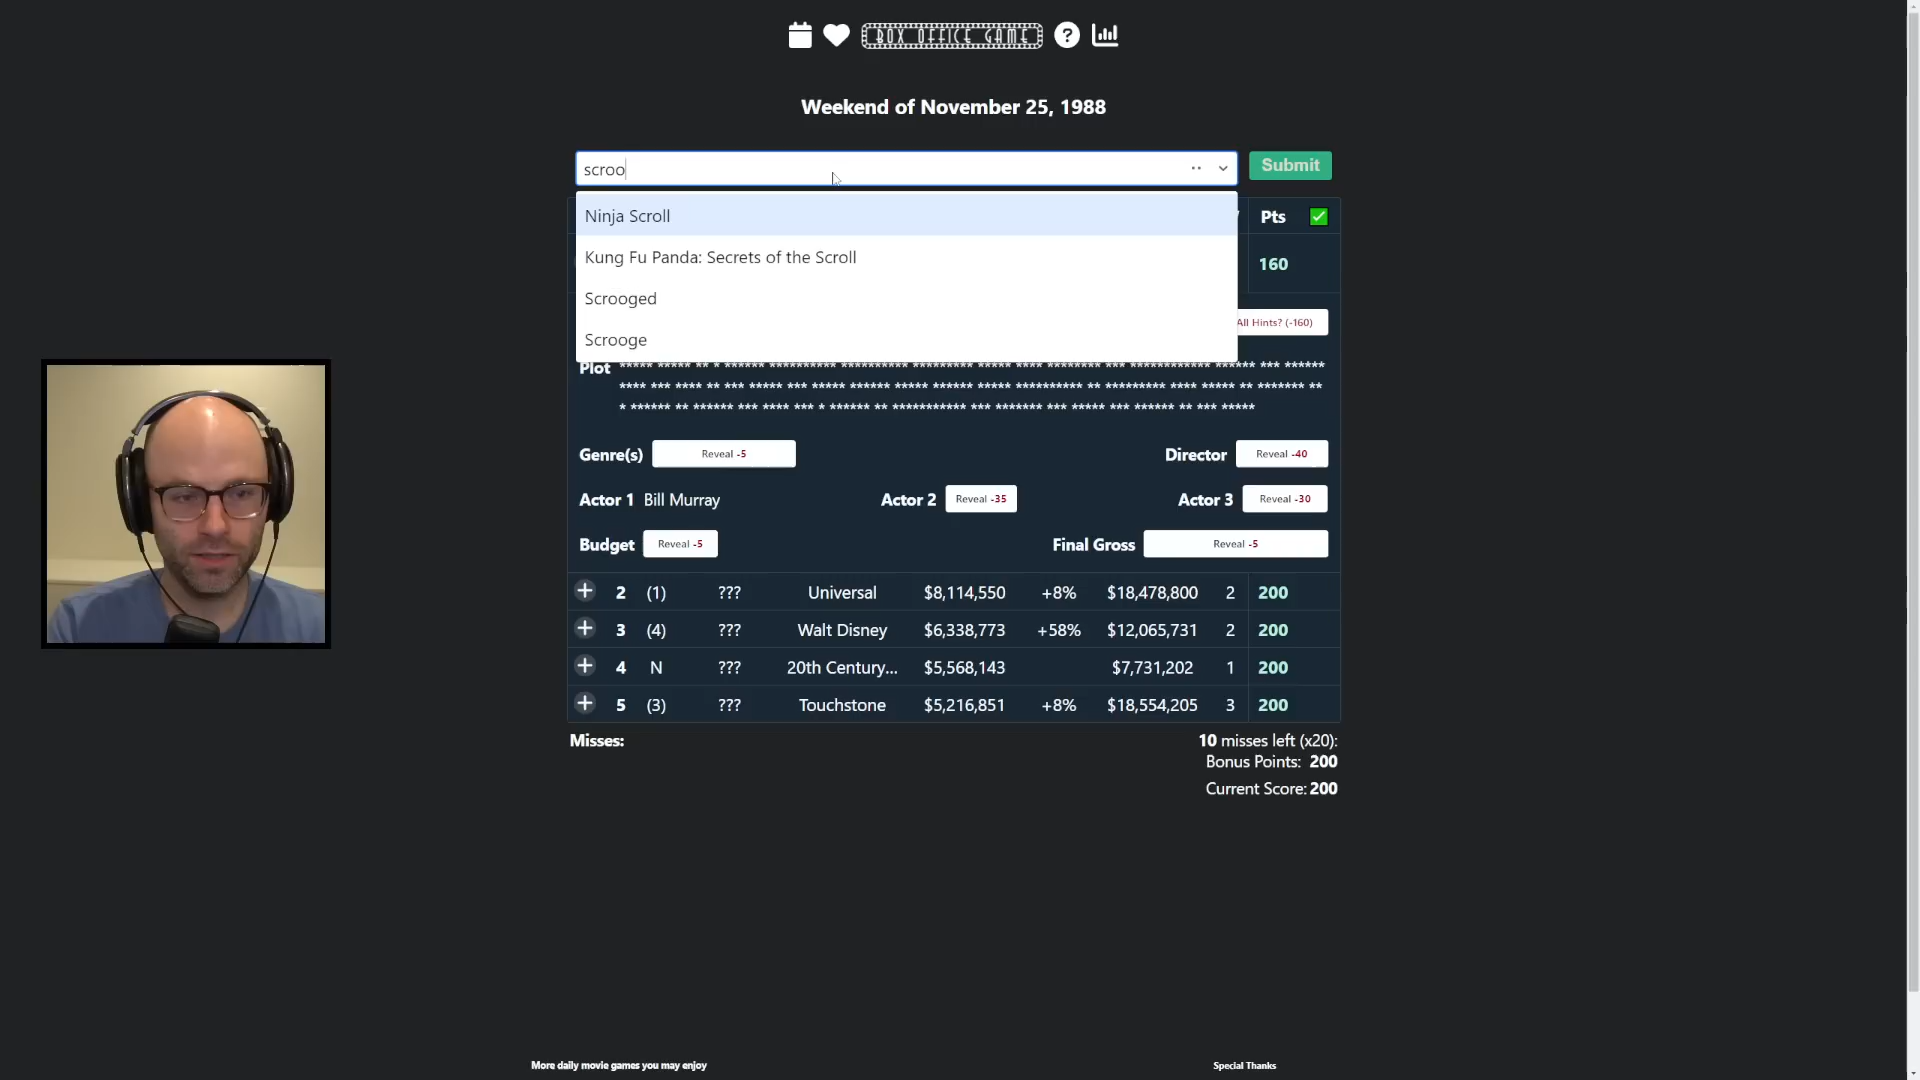 BOX OFFICE GAME
Weekend of November 25, 1988
scroo
Submit
Ninja Scroll
Kung Fu Panda: Secrets of the Scroll
Scrooged
Scrooge
Pts
160
All Hints? (-160)
Plot ***** ***** ** * ****** ********** ********** ********* ***** **** ******** *** ************ ****** *** ******
**** *** **** ** *** ***** *** ***** ****** ***** ****** ***** ********** ** ********* **** ***** ** ******* **
* ****** ** ****** *** **** *** * ****** ** *********** *** ******* *** ***** *** ****** ** *** *****
Genre(s) Reveal -5 Director Reveal -40
Actor 1 Bill Murray Actor 2 Reveal -35 Actor 3 Reveal -30
Budget Reveal -5 Final Gross Reveal -5
2 (1) ??? Universal $8,114,550 +8% $18,478,800 2 200
3 (4) ??? Walt Disney $6,338,773 +58% $12,065,731 2 200
4 N ??? 20th Century... $5,568,143 $7,731,202 1 200
5 (3) ??? Touchstone $5,216,851 +8% $18,554,205 3 200
Misses: 10 misses left (x20):
Bonus Points: 200
Current Score: 200
More daily movie games you may enjoy
Special Thanks